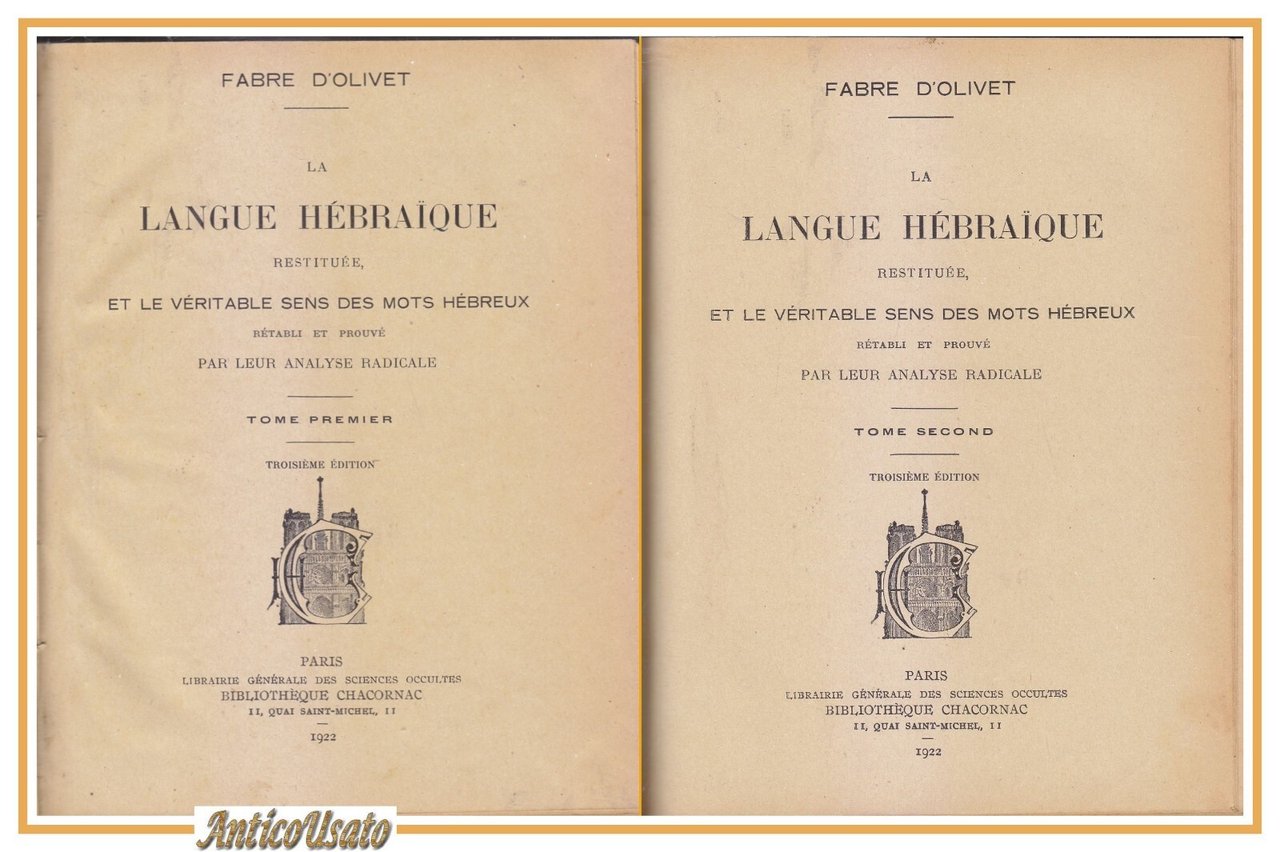 FABRE D'OLIVET
LA
LANGUE HÉBRAÏQUE
RESTITUÉE,
ET LE VÉRITABLE SENS DES MOTS HÉBREUX
RÉTABLI ET PROUVÉ
PAR LEUR ANALYSE RADICALE
TOME PREMIER
TROISIÈME ÉDITION
PARIS
LIBRAIRIE GÉNÉRALE DES SCIENCES OCCULTES
BIBLIOTHÈQUE CHACORNAC
11, QUAI SAINT-MICHEL, 11
1922
FABRE D'OLIVET
LA
LANGUE HÉBRAÏQUE
RESTITUÉE,
ET LE VÉRITABLE SENS DES MOTS HÉBREUX
RÉTABLI ET PROUVÉ
PAR LEUR ANALYSE RADICALE
TOME SECOND
TROISIÈME ÉDITION
PARIS
LIBRAIRIE GÉNÉRALE DES SCIENCES OCCULTES
BIBLIOTHÈQUE CHACORNAC
11, QUAI SAINT-MICHEL, 11
1922
AnticoUsato